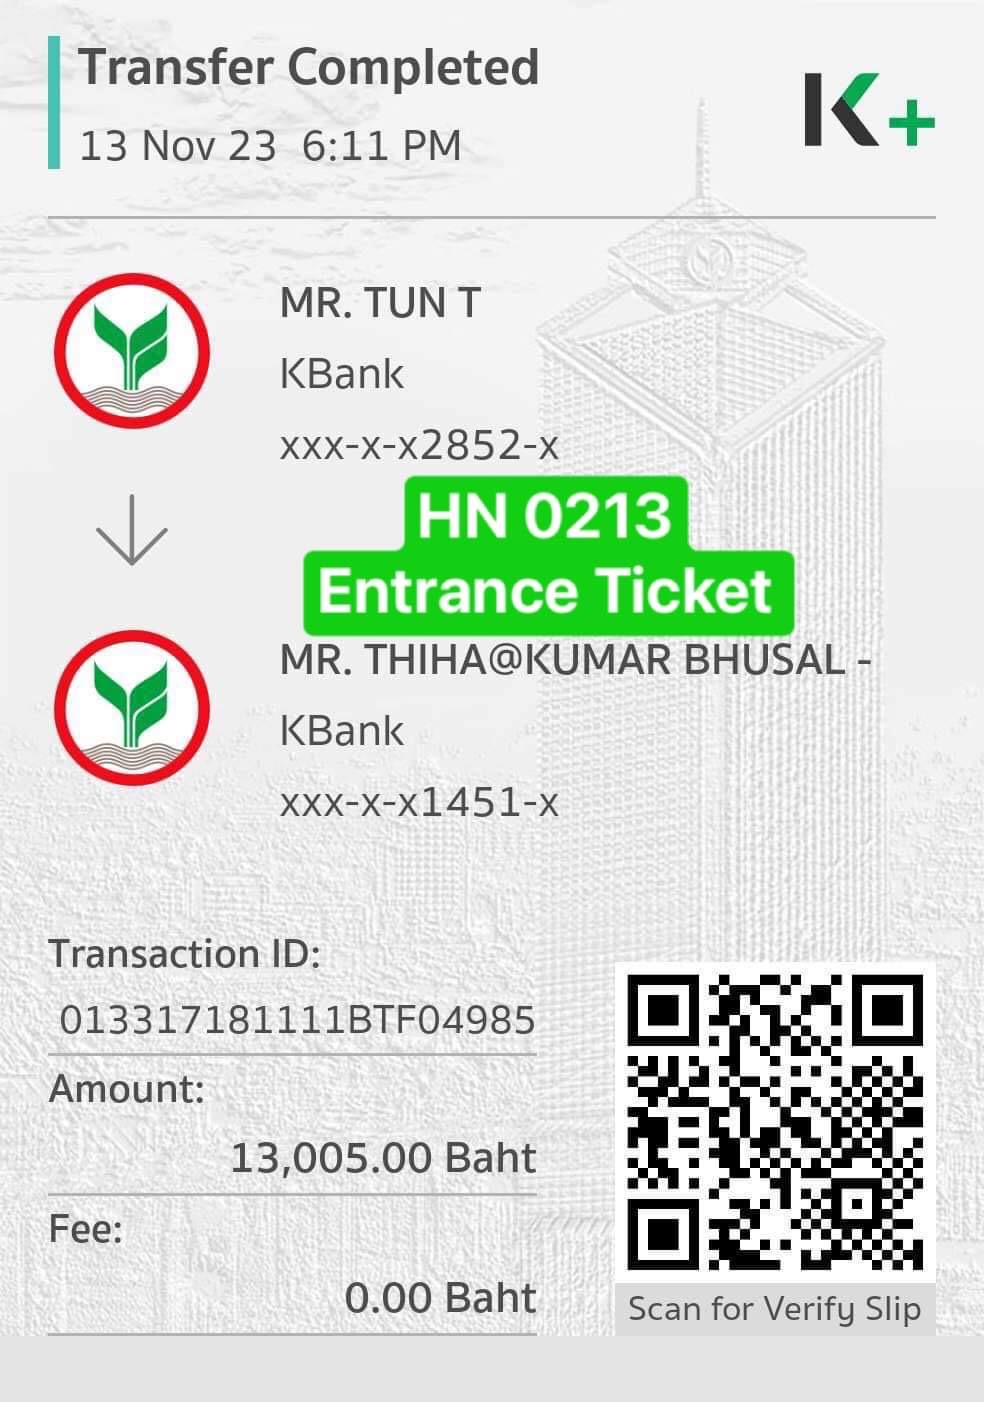 Transfer Completed
13 Nov 23 6:11 PM
K+
MR. TUN T
KBank
xxx-x-x2852-x
HN 0213
Entrance Ticket
MR. THIHA@KUMAR BHUSAL -
KBank
xxx-x-x1451-x
Transaction ID:
013317181111BTF04985
Amount:
13,005.00 Baht
Fee:
0.00 Baht
Scan for Verify Slip